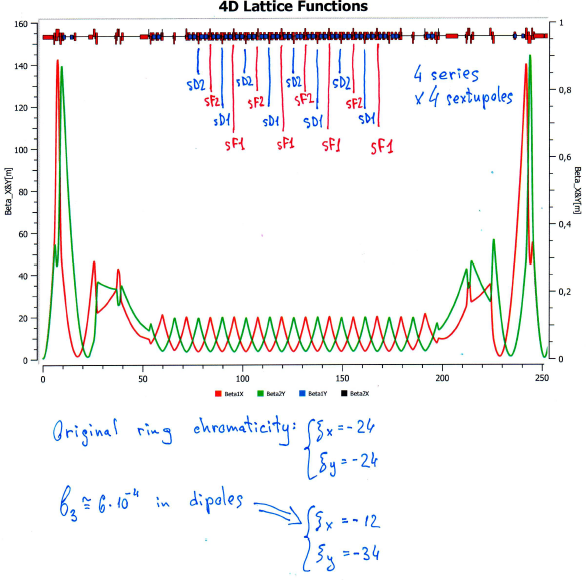 4D Lattice Functions
160
140
120
100
80
60
40
20
0
Beta_X&Y[m]
1
0,8
0,6
0,4
0,2
0
Beta_X&Y[m]
0 50 100 150 200 250
sD2 sD2 sD2 sD2
sF2 sF2 sF2 sF2
sD1 sD1 sD1 sD1
sF1 sF1 sF1 sF1
4 series
x 4 sextupoles
Beta1X Beta2Y Beta1Y Beta2X
Original ring chromaticity: { ξx = -24
ξy = -24
b3 ≅ 6·10⁻⁴ in dipoles { ξx = -12
ξy = -34